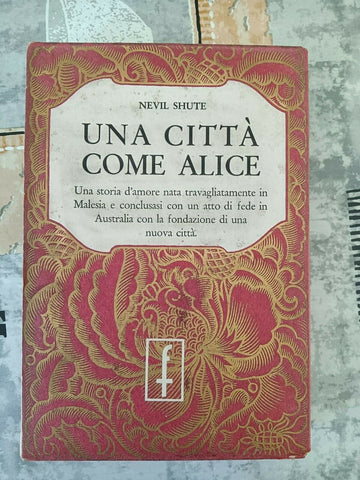 NEVIL SHUTE
UNA CITTÀ
COME ALICE
Una storia d'amore nata travagliatamente in
Malesia e conclusasi con un atto di fede in
Australia con la fondazione di una
nuova città.
f